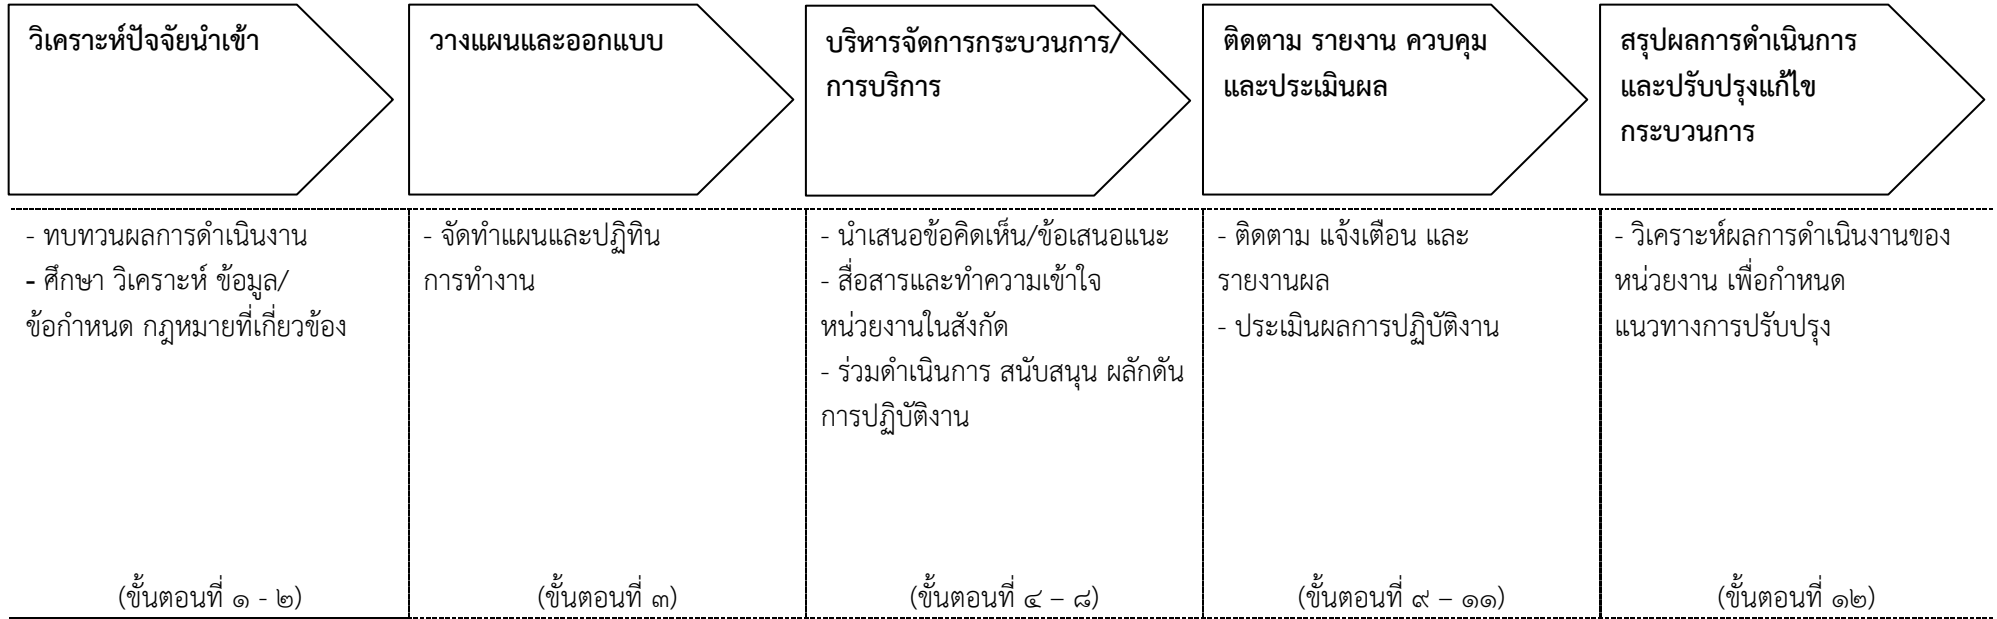 วิเคราะห์ปัจจัยนำเข้า
วางแผนและออกแบบ
บริหารจัดการกระบวนการ/
การบริการ
ติดตาม รายงาน ควบคุม
และประเมินผล
สรุปผลการดำเนินการ
และปรับปรุงแก้ไข
กระบวนการ
- ทบทวนผลการดำเนินงาน
- ศึกษา วิเคราะห์ ข้อมูล/
ข้อกำหนด กฎหมายที่เกี่ยวข้อง
(ขั้นตอนที่ ๑ - ๒)
- จัดทำแผนและปฏิทิน
การทำงาน
(ขั้นตอนที่ ๓)
- นำเสนอข้อคิดเห็น/ข้อเสนอแนะ
- สื่อสารและทำความเข้าใจ
หน่วยงานในสังกัด
- ร่วมดำเนินการ สนับสนุน ผลักดัน
การปฏิบัติงาน
(ขั้นตอนที่ ๔ – ๘)
- ติดตาม แจ้งเตือน และ
รายงานผล
- ประเมินผลการปฏิบัติงาน
(ขั้นตอนที่ ๙ – ๑๑)
- วิเคราะห์ผลการดำเนินงานของ
หน่วยงาน เพื่อกำหนด
แนวทางการปรับปรุง
(ขั้นตอนที่ ๑๒)